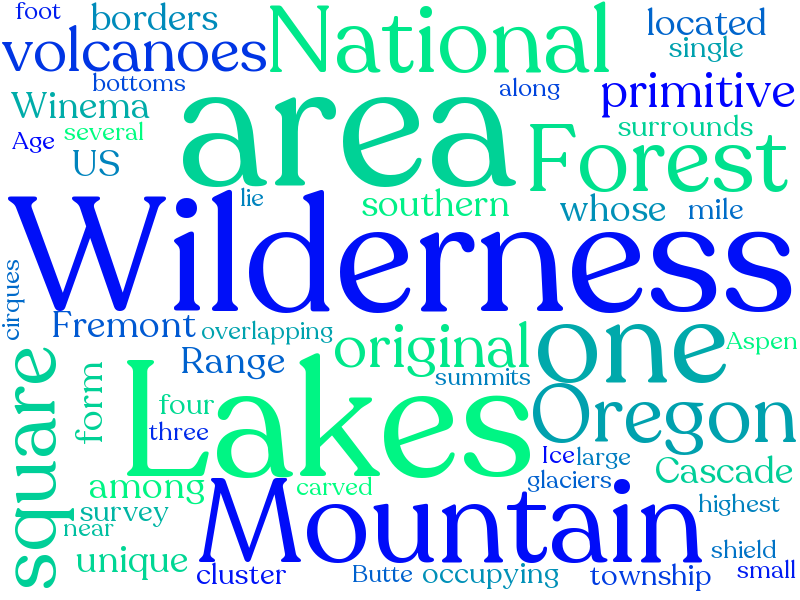 foot
borders
National
located
volcanoes
single
bottoms
along
primitive
Winema
area
several
surrounds
Age
Forest
US
lie
southern
whose
mile
Wilderness
cirques
Fremont
overlapping
original
one
Aspen
Range
summits
square
form
Lakes
four
Oregon
three
Ice
large
Cascade
among
carved
glaciers
Mountain
highest
survey
near
unique
shield
cluster
Butte
occupying
township
small